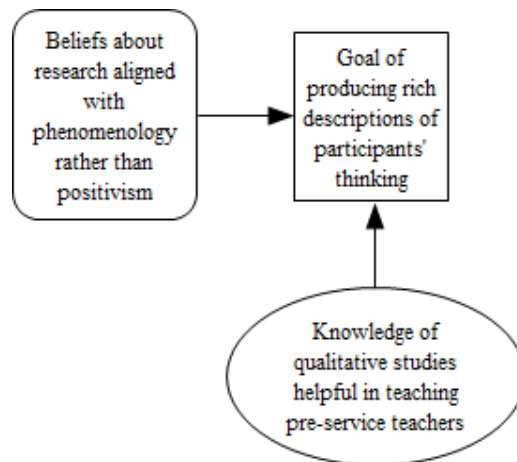 Beliefs about
research aligned
with
phenomenology
rather than
positivism
Goal of
producing rich
descriptions of
participants'
thinking
Knowledge of
qualitative studies
helpful in teaching
pre-service teachers